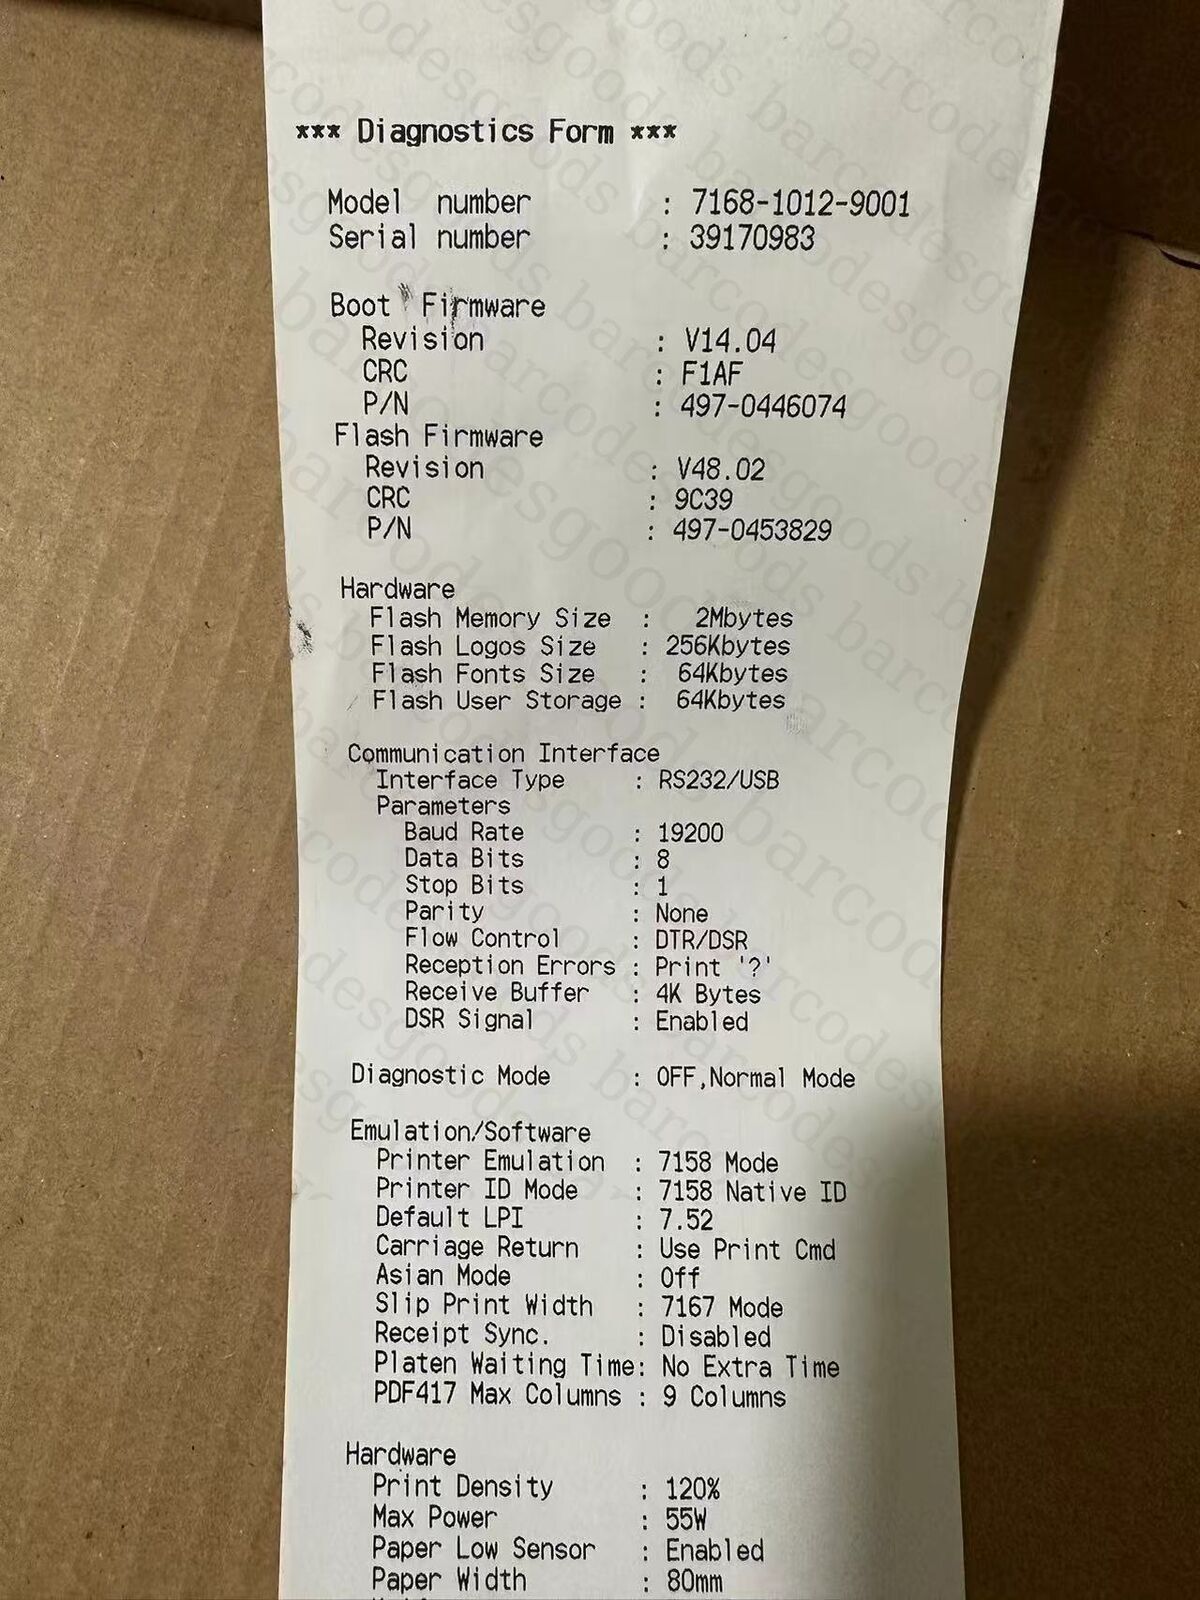 *** Diagnostics Form ***
Model number : 7168-1012-9001
Serial number : 39170983
Boot Firmware
Revision : V14.04
CRC : F1AF
P/N : 497-0446074
Flash Firmware
Revision : V48.02
CRC : 9C39
P/N : 497-0453829
Hardware
Flash Memory Size : 2Mbytes
Flash Logos Size : 256Kbytes
Flash Fonts Size : 64Kbytes
Flash User Storage : 64Kbytes
Communication Interface
Interface Type : RS232/USB
Parameters
Baud Rate : 19200
Data Bits : 8
Stop Bits : 1
Parity : None
Flow Control : DTR/DSR
Reception Errors : Print '?'
Receive Buffer : 4K Bytes
DSR Signal : Enabled
Diagnostic Mode : OFF,Normal Mode
Emulation/Software
Printer Emulation : 7158 Mode
Printer ID Mode : 7158 Native ID
Default LPI : 7.52
Carriage Return : Use Print Cmd
Asian Mode : Off
Slip Print Width : 7167 Mode
Receipt Sync. : Disabled
Platen Waiting Time: No Extra Time
PDF417 Max Columns : 9 Columns
Hardware
Print Density : 120%
Max Power : 55W
Paper Low Sensor : Enabled
Paper Width : 80mm